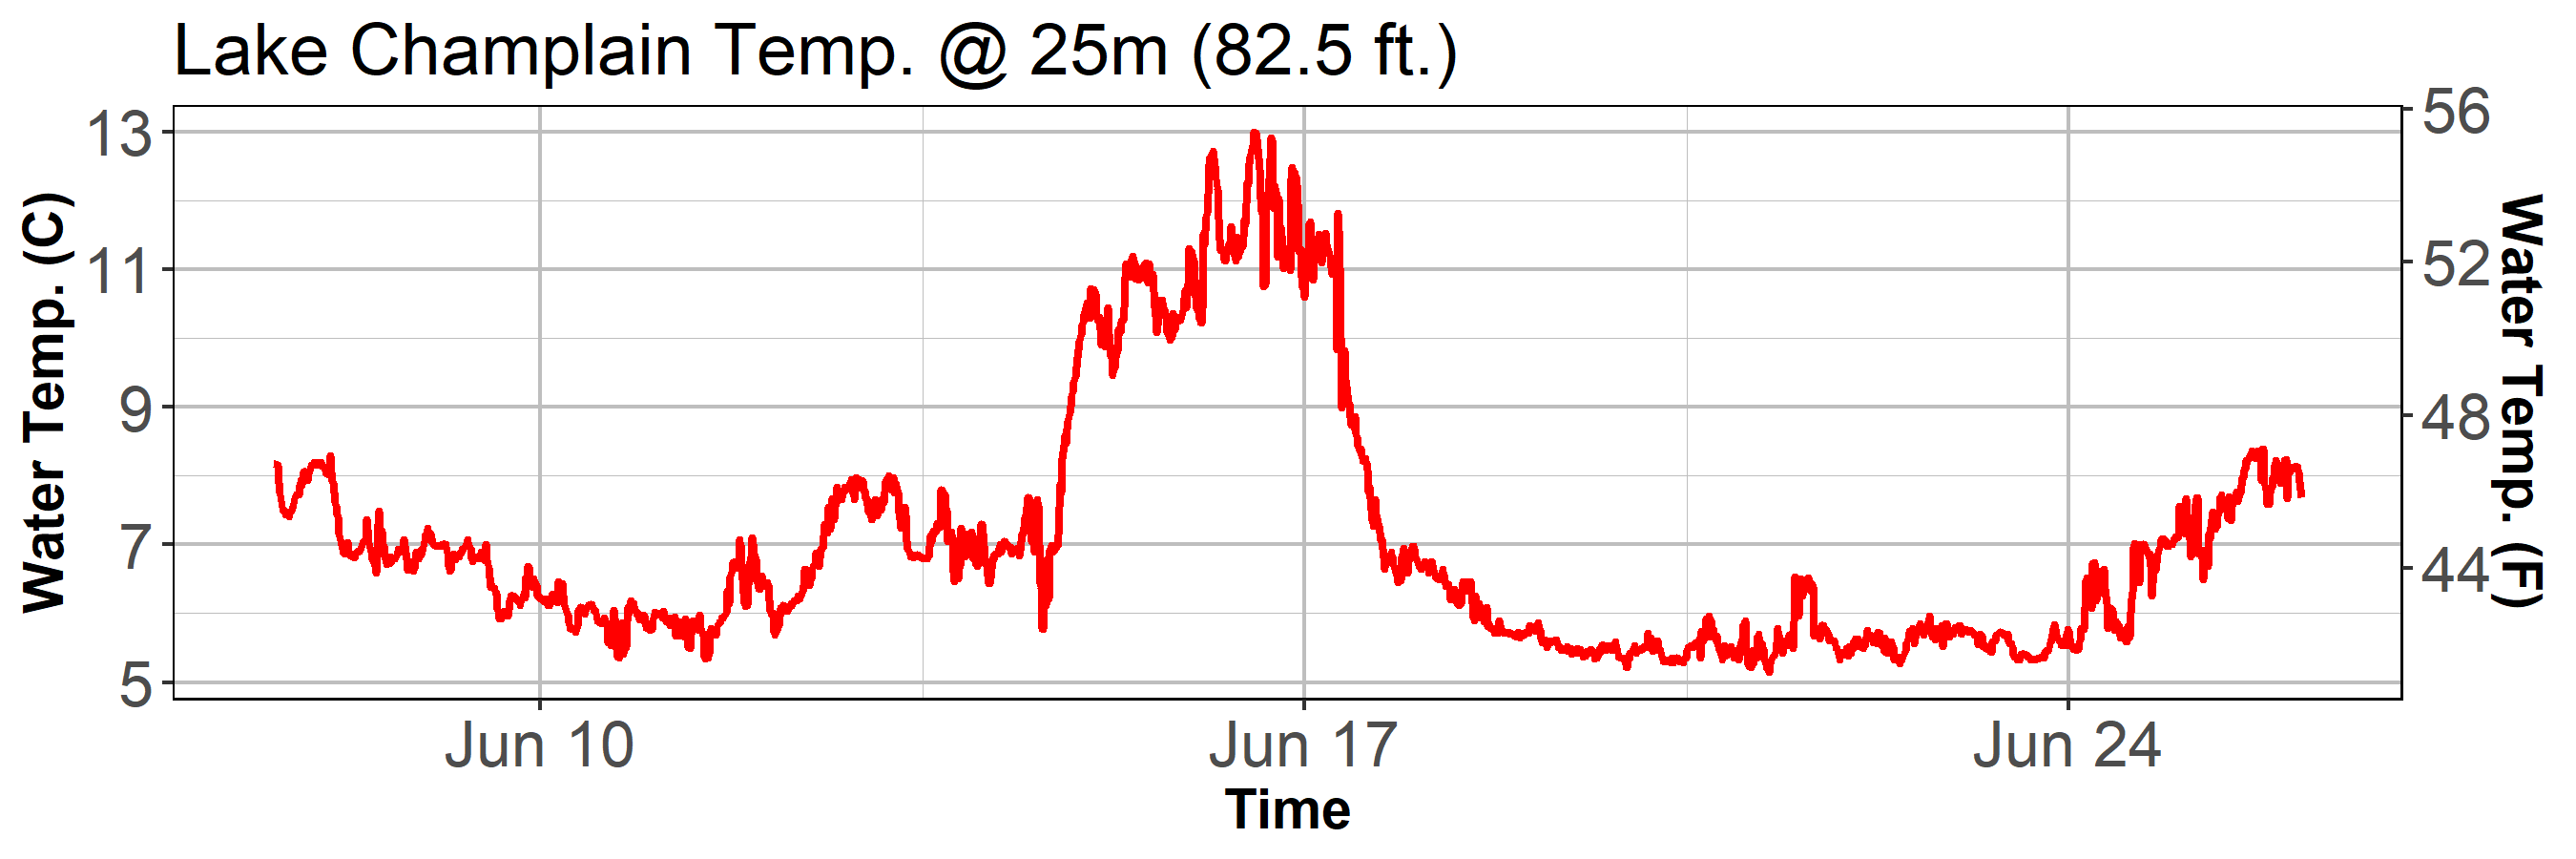 Lake Champlain Temp. @ 25m (82.5 ft.)
Water Temp. (C)
13
11
9
7
5
56
52
48
44
Water Temp. (F)
Jun 10
Jun 17
Jun 24
Time